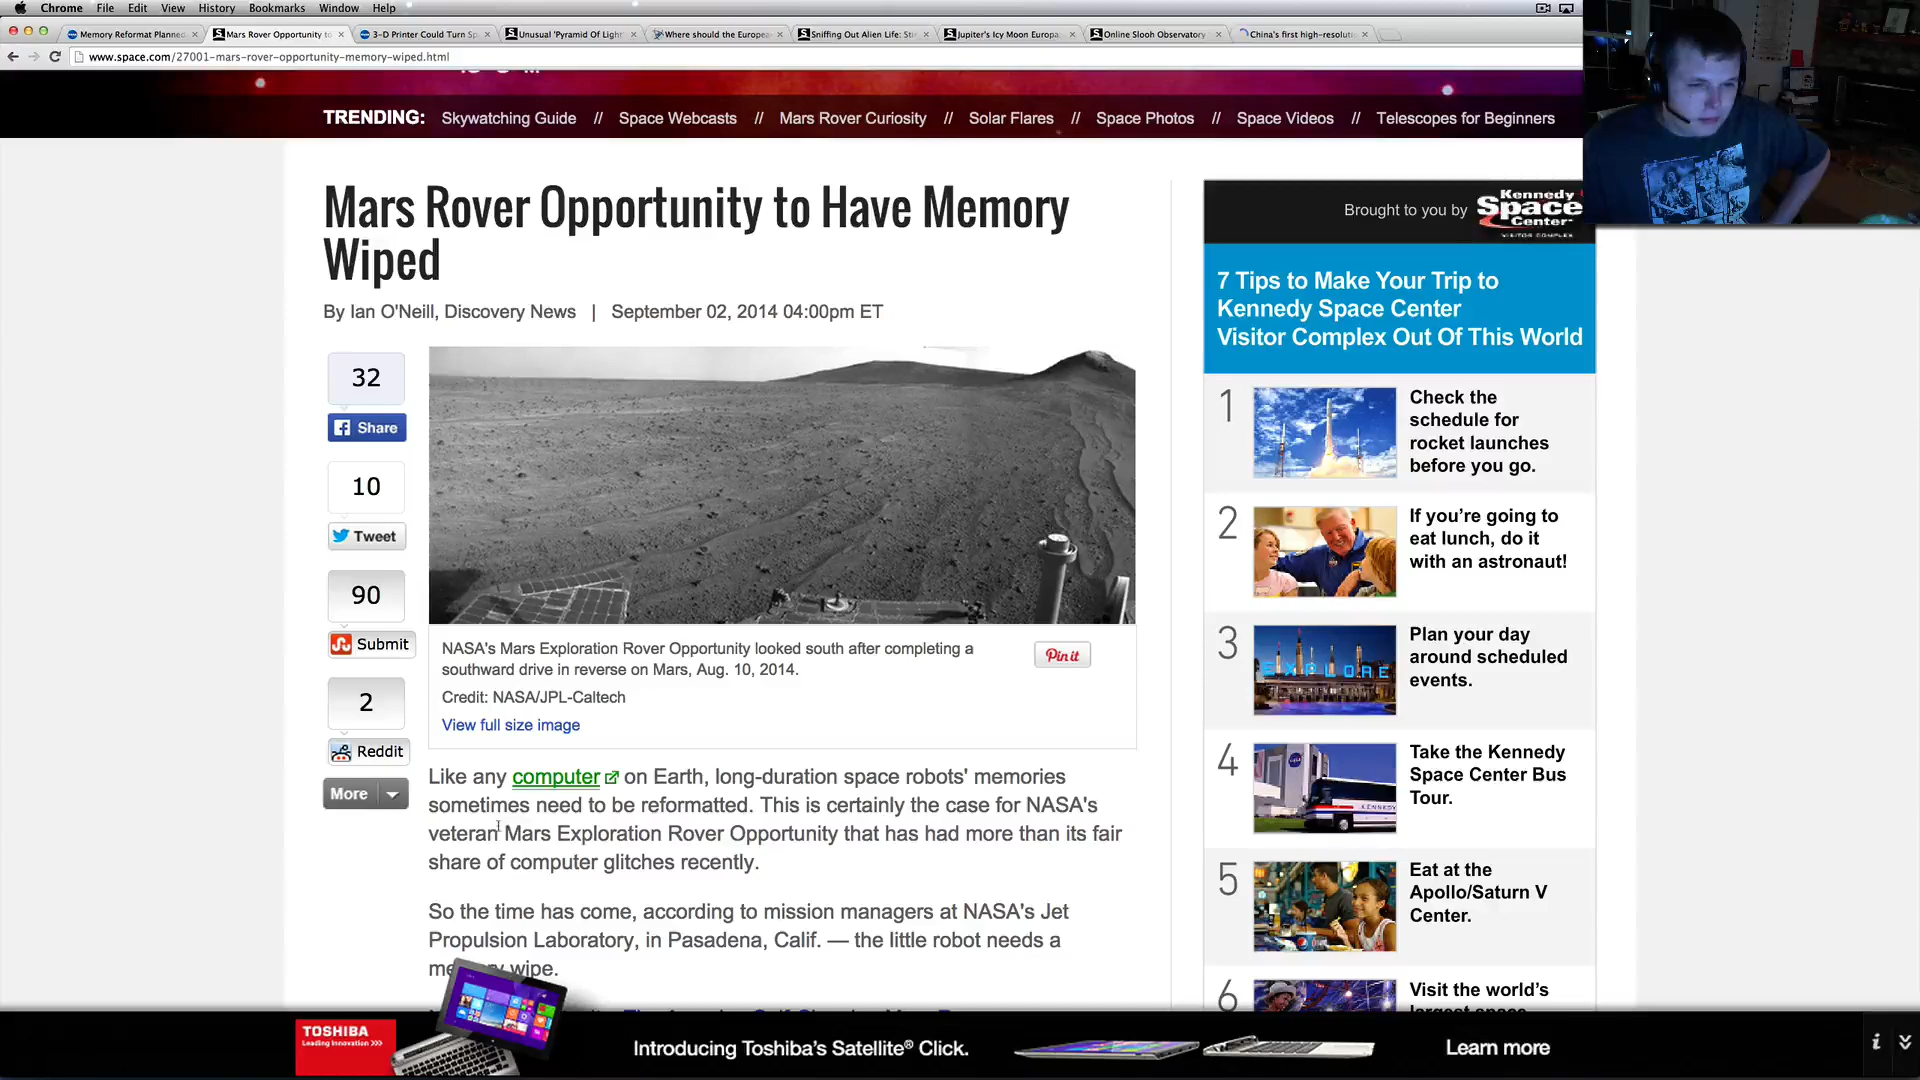 Chrome File Edit View History Bookmarks Window Help
Memory Reformat Planned
Mars Rover Opportunity to
3-D Printer Could Turn Sp
Unusual 'Pyramid Of Light'
Where should the Europea
Sniffing Out Alien Life:
Jupiter's Icy Moon Europa
Online Slooh Observatory
China's first high-resoluti
www.space.com/27001-mars-rover-opportunity-memory-wiped.html
TRENDING: Skywatching Guide // Space Webcasts // Mars Rover Curiosity // Solar Flares // Space Photos // Space Videos // Telescopes for Beginners
Mars Rover Opportunity to Have Memory
Wiped
By Ian O'Neill, Discovery News | September 02, 2014 04:00pm ET
32
Share
10
Tweet
90
Submit
2
Reddit
More
NASA's Mars Exploration Rover Opportunity looked south after completing a
southward drive in reverse on Mars, Aug. 10, 2014.
Credit: NASA/JPL-Caltech
View full size image
Pin it
Like any computer on Earth, long-duration space robots' memories
sometimes need to be reformatted. This is certainly the case for NASA's
veteran Mars Exploration Rover Opportunity that has had more than its fair
share of computer glitches recently.
So the time has come, according to mission managers at NASA's Jet
Propulsion Laboratory, in Pasadena, Calif. — the little robot needs a
wipe.
Brought to you by Kennedy
Space
Center
VISITOR COMPLEX
7 Tips to Make Your Trip to
Kennedy Space Center
Visitor Complex Out Of This World
1
Check the
schedule for
rocket launches
before you go.
2
If you're going to
eat lunch, do it
with an astronaut!
3
EXPLORE
Plan your day
around scheduled
events.
4
Take the Kennedy
Space Center Bus
Tour.
5
Eat at the
Apollo/Saturn V
Center.
6
Visit the world's
largest space
TOSHIBA
Leading Innovation >>>
Introducing Toshiba's Satellite® Click.
Learn more